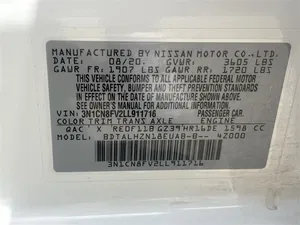 MANUFACTURED BY NISSAN MOTOR CO.,LTD.
DATE: 08/20. GVWR: 3605 LBS
GAWR FR: 1907 LBS GAWR RR: 1720 LBS
THIS VEHICLE CONFORMS TO ALL APPLICABLE
FEDERAL MOTOR VEHICLE SAFETY,
BUMPER AND THEFT PREVENTION STANDARDS
IN EFFECT ON THE DATE OF MANUFACTURE SHOWN ABOVE.
SEE OWNER'S MANUAL
FOR ADDITIONAL INFORMATION.
VIN:3N1CN8FV2LL911716 PASSENGER CAR
COLOR TRIM TRANS AXLE ENGINE
QAC X RE0F11B G239 HR16DE 1598 CC
MODEL: BDTALHZN18EUAB-B-- 42000
3N1CN8FV2LL911716